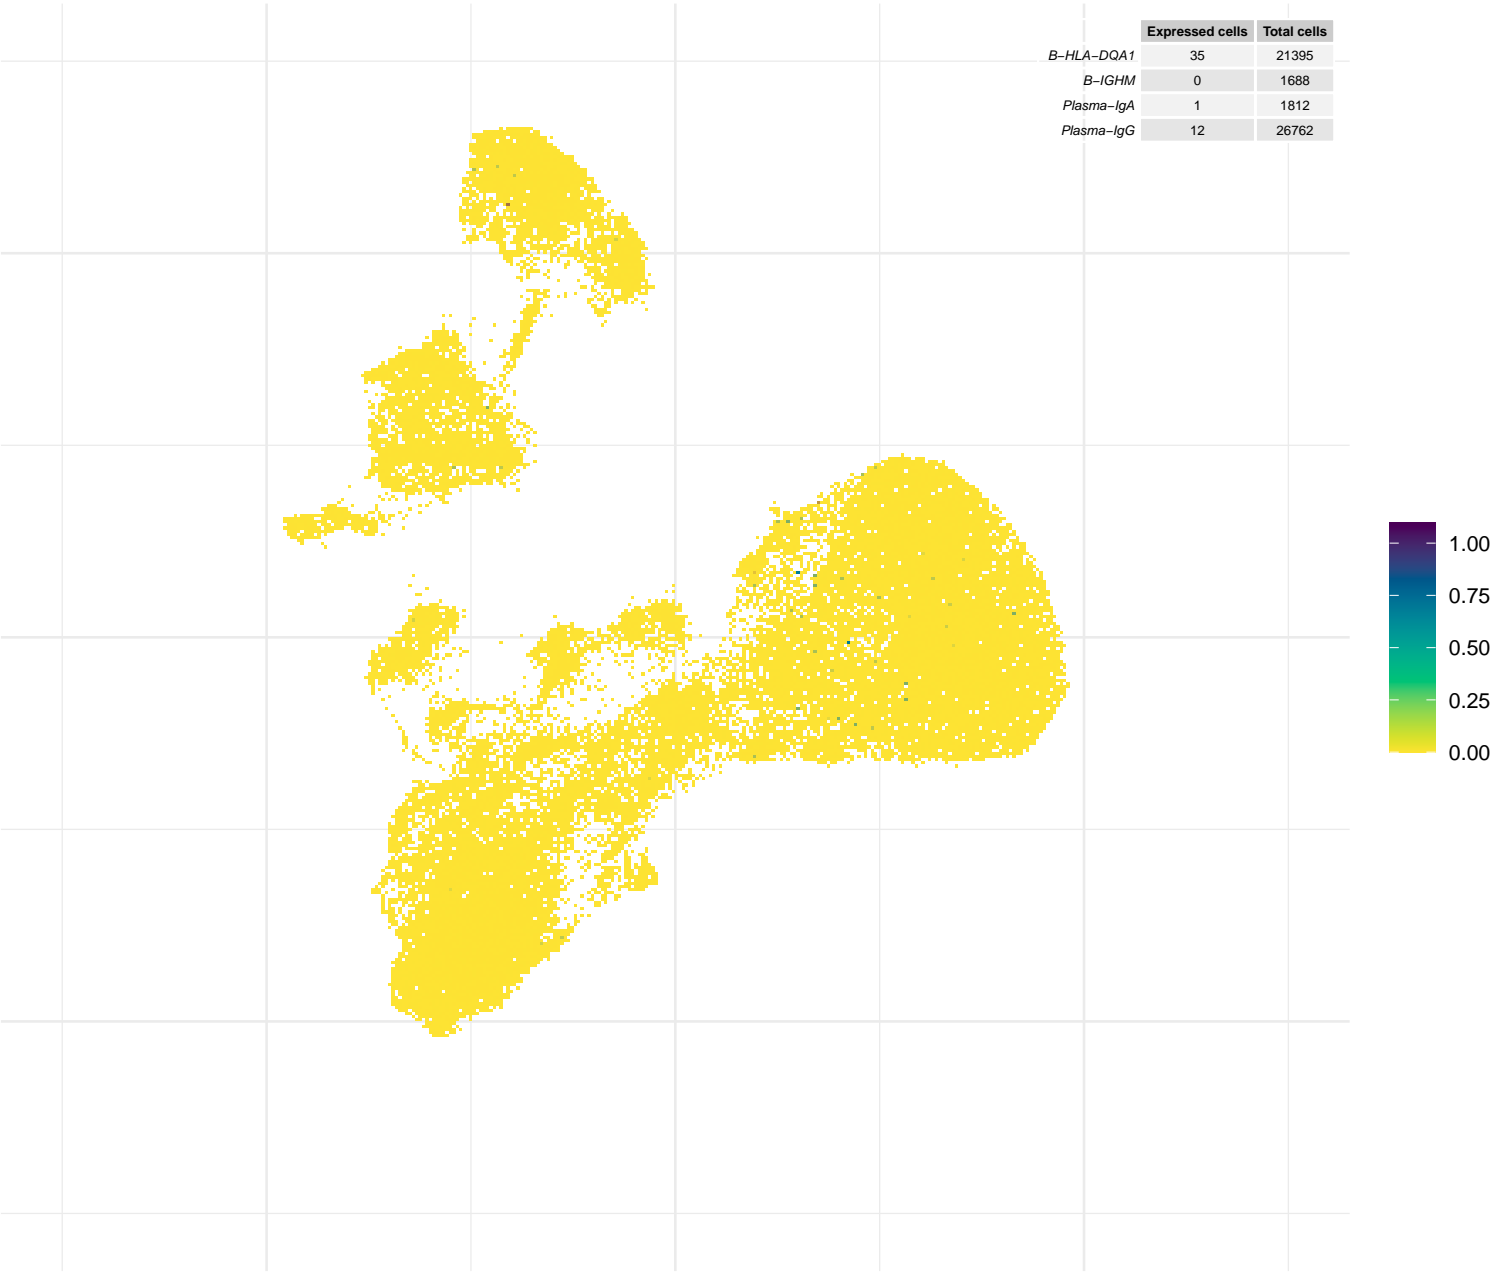 Expressed cells Total cells
B−HLA−DQA1 35 21395
B−IGHM 0 1688
Plasma−IgA 1 1812
Plasma−IgG 12 26762
1.00
0.75
0.50
0.25
0.00